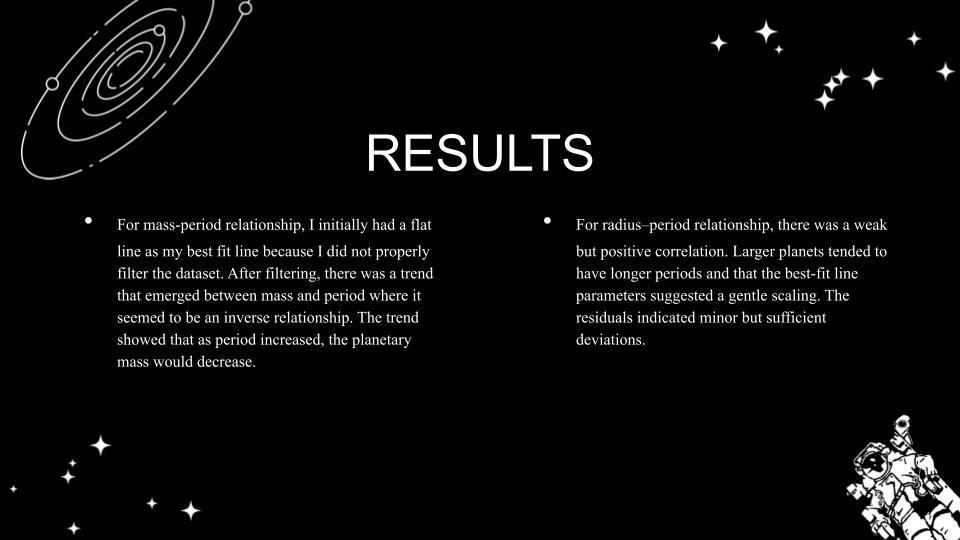 RESULTS
• For mass-period relationship, I initially had a flat
line as my best fit line because I did not properly
filter the dataset. After filtering, there was a trend
that emerged between mass and period where it
seemed to be an inverse relationship. The trend
showed that as period increased, the planetary
mass would decrease.
• For radius–period relationship, there was a weak
but positive correlation. Larger planets tended to
have longer periods and that the best-fit line
parameters suggested a gentle scaling. The
residuals indicated minor but sufficient
deviations.